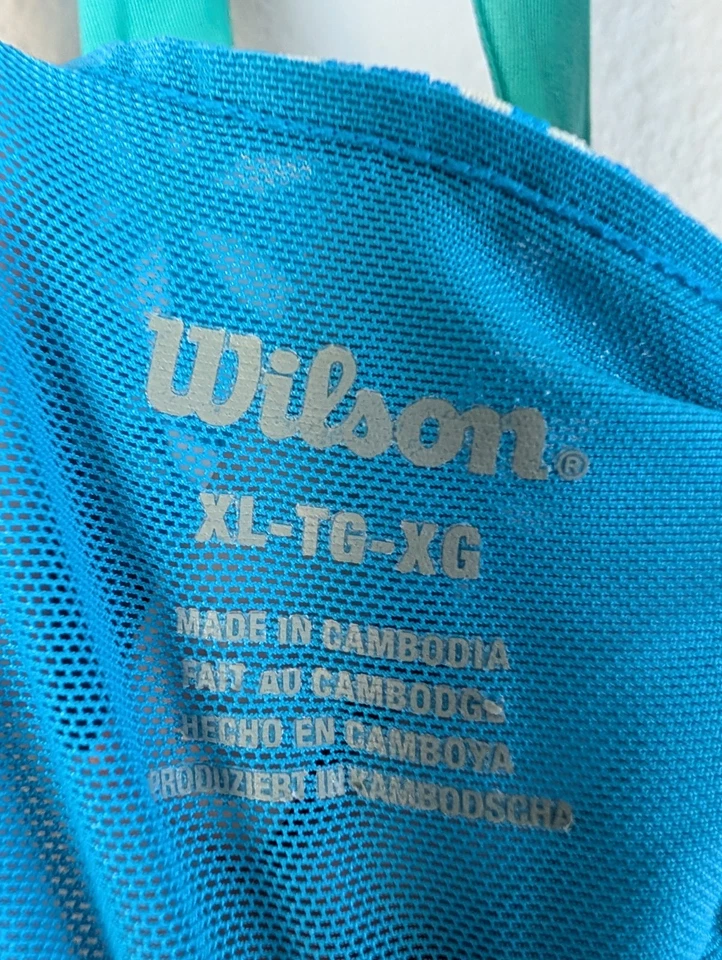 Wilson®
XL-TG-XG
MADE IN CAMBODIA
FAIT AU CAMBODGE
HECHO EN CAMBOYA
PRODUZIERT IN KAMBODSCHA